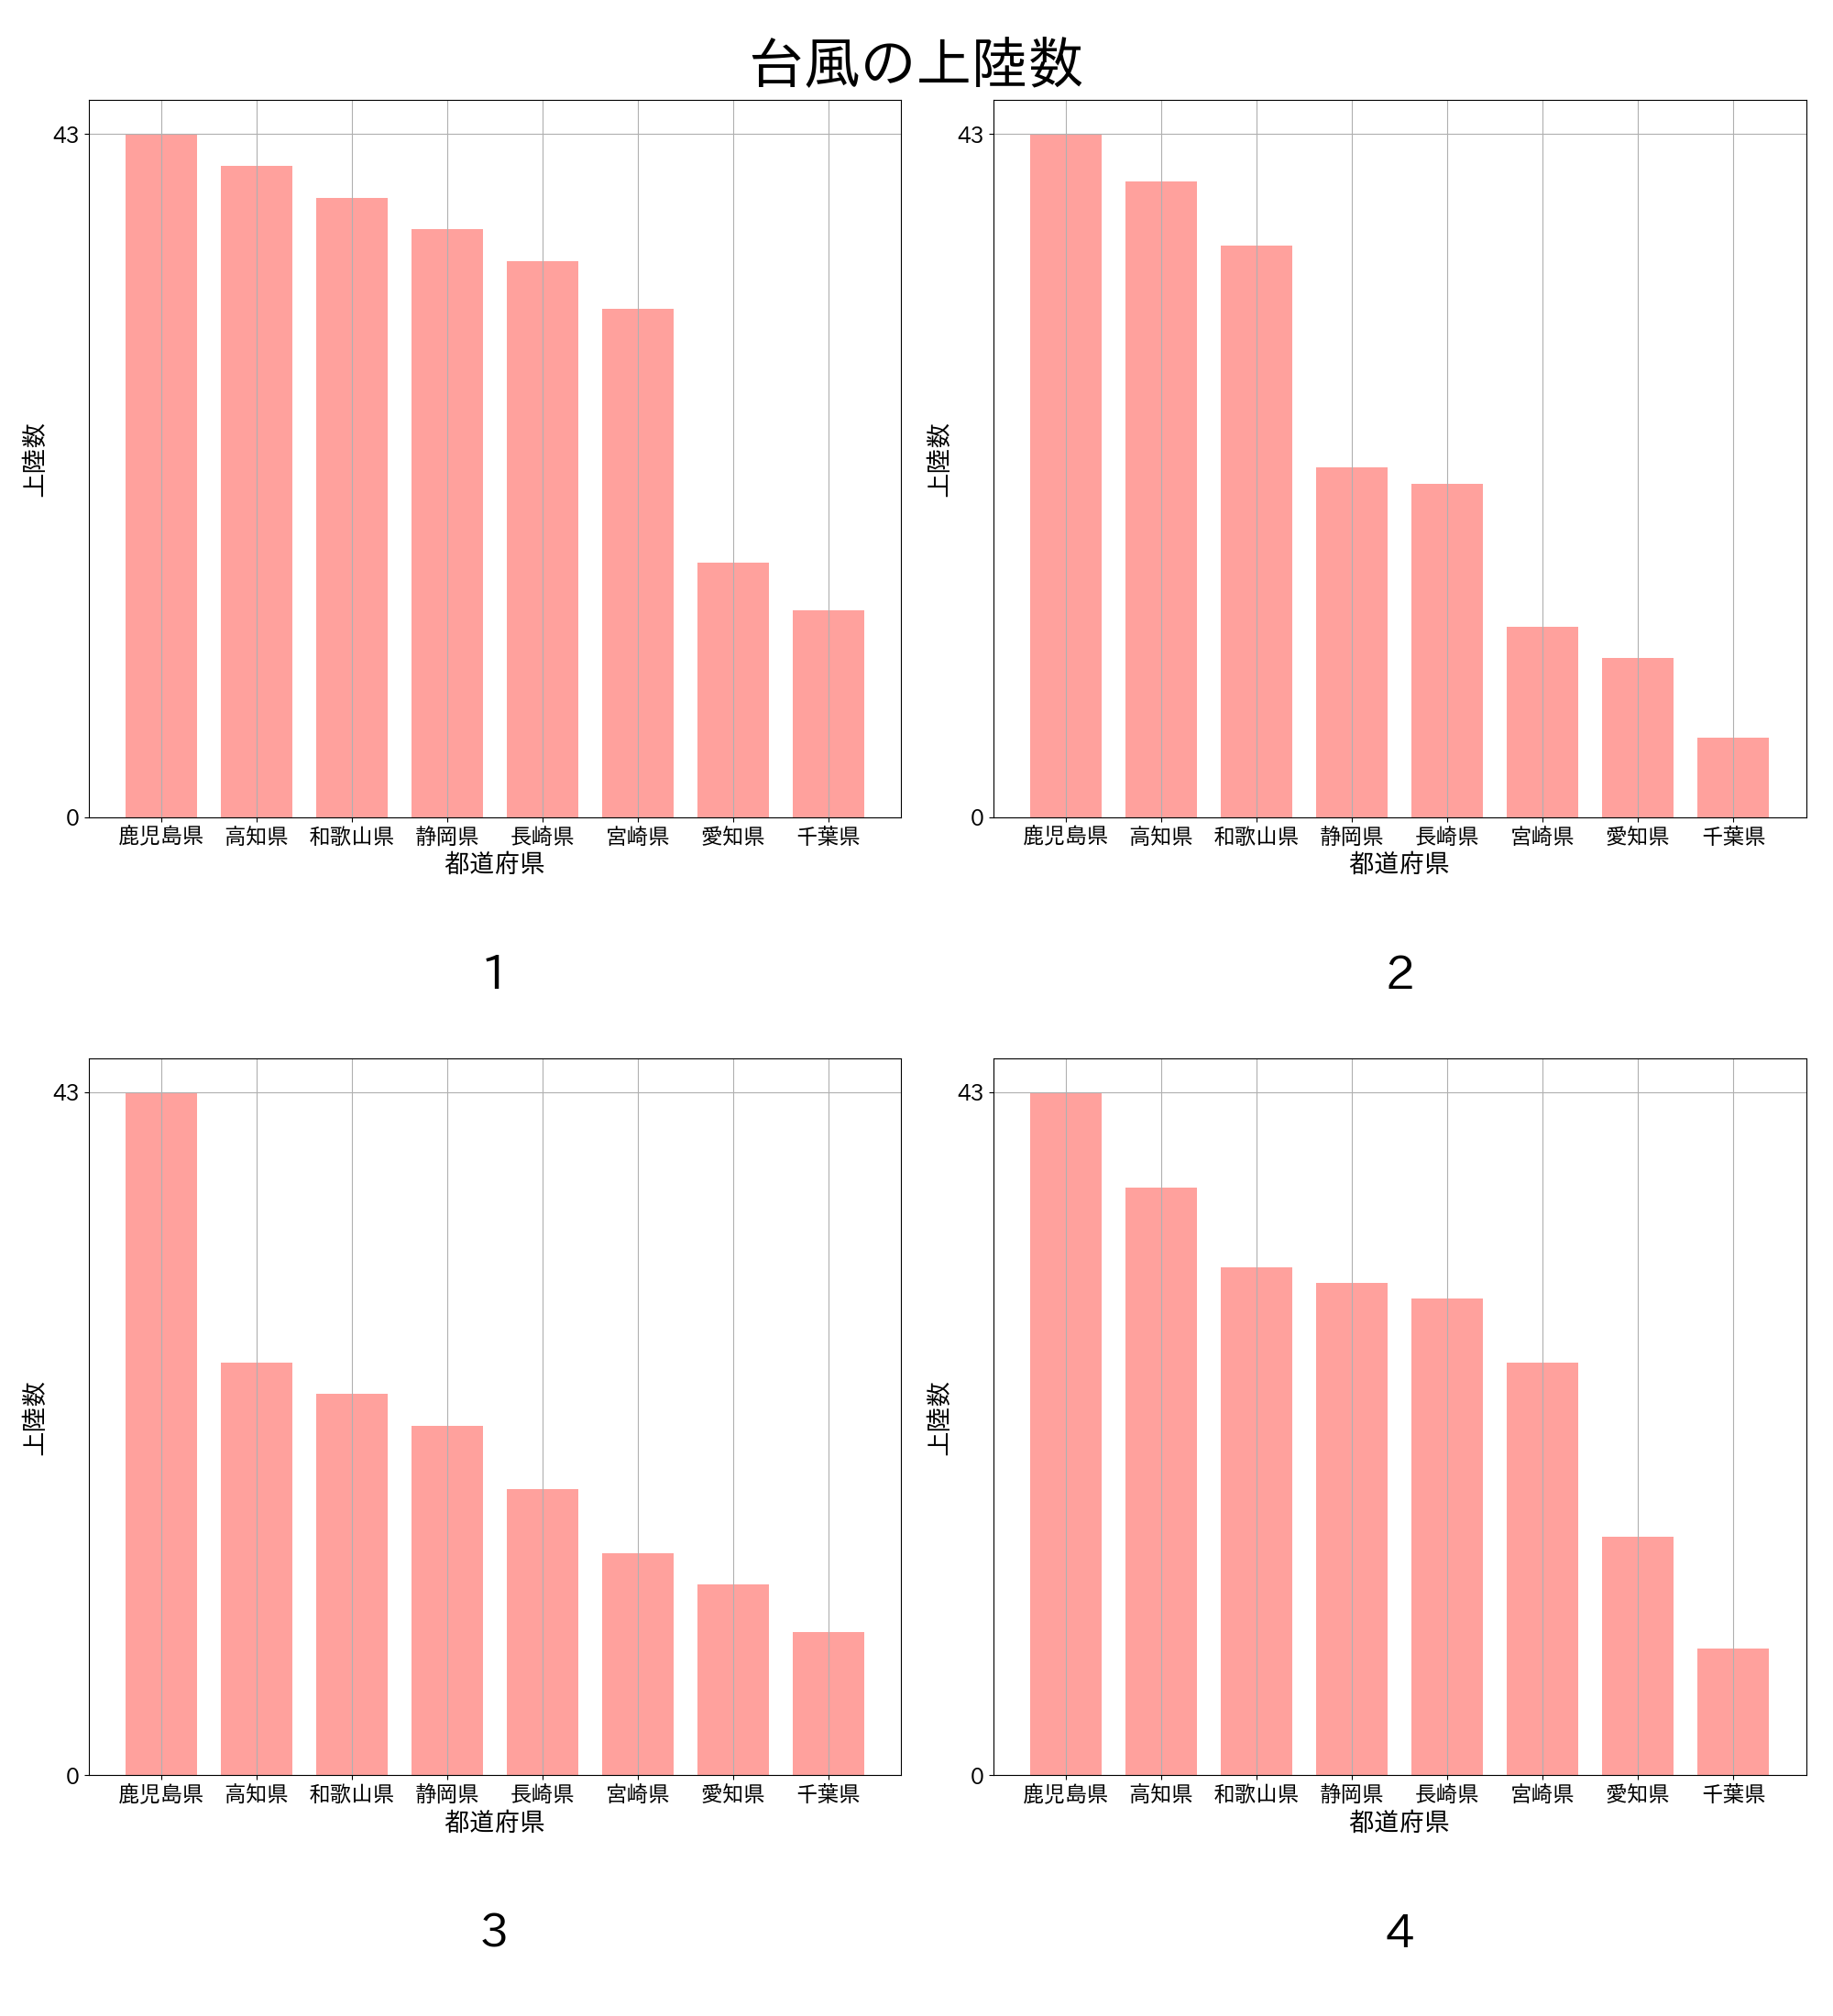 台風の上陸数
43
上陸数
0
鹿児島県 高知県 和歌山県 静岡県 長崎県 宮崎県 愛知県 千葉県
都道府県
1
43
上陸数
0
鹿児島県 高知県 和歌山県 静岡県 長崎県 宮崎県 愛知県 千葉県
都道府県
2
43
上陸数
0
鹿児島県 高知県 和歌山県 静岡県 長崎県 宮崎県 愛知県 千葉県
都道府県
3
43
上陸数
0
鹿児島県 高知県 和歌山県 静岡県 長崎県 宮崎県 愛知県 千葉県
都道府県
4